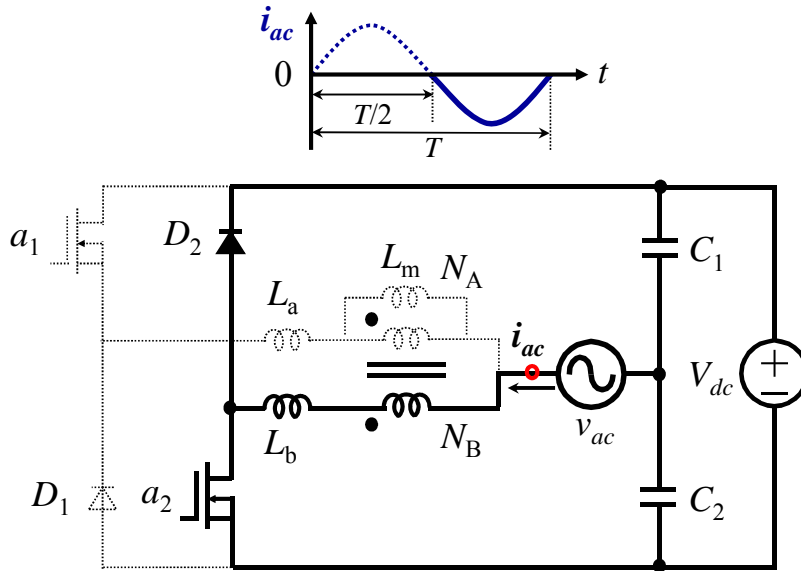 i_ac
0
t
T/2
T
a_1
D_2
L_m
N_A
C_1
L_a
i_ac
V_dc
v_ac
L_b
N_B
D_1
a_2
C_2